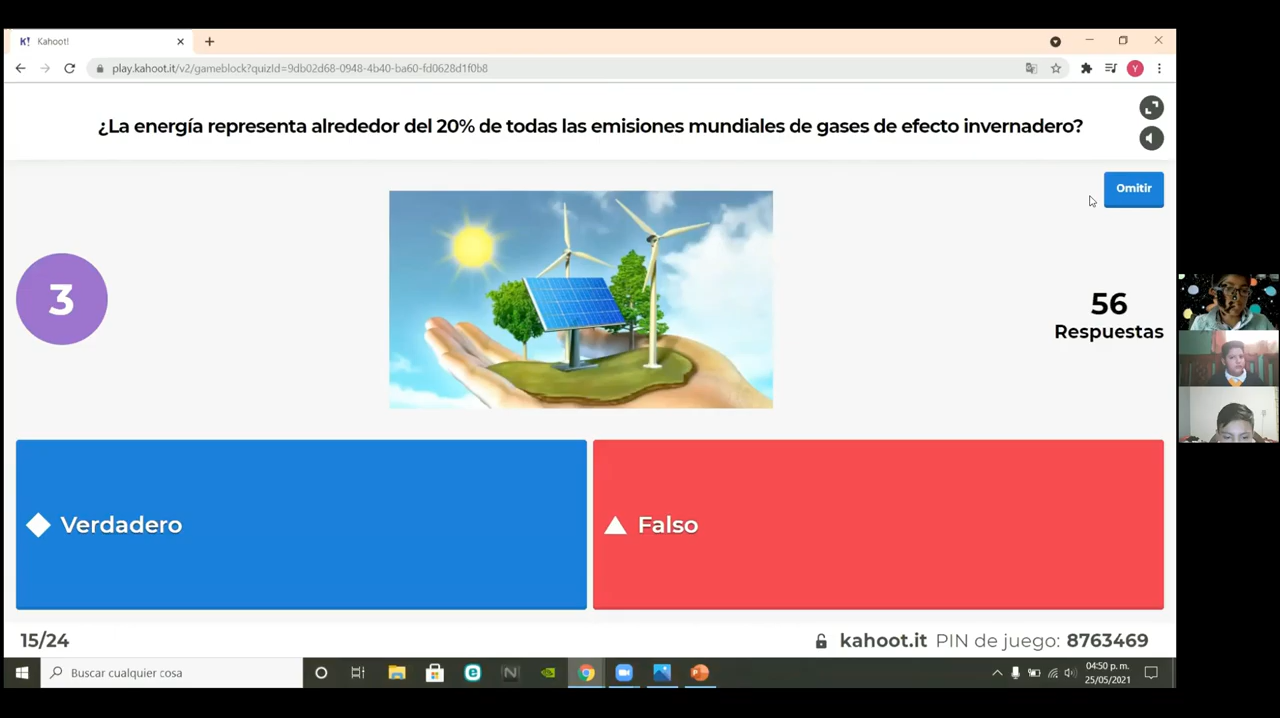 K! Kahoot!
play.kahoot.it/v2/gameblock?quizId=9db02d68-0948-4b40-ba60-fd0628d1f0b8
Y
¿La energía representa alrededor del 20% de todas las emisiones mundiales de gases de efecto invernadero?
Omitir
3
56
Respuestas
Verdadero
Falso
15/24
kahoot.it PIN de juego: 8763469
Buscar cualquier cosa
04:50 p. m.
25/05/2021